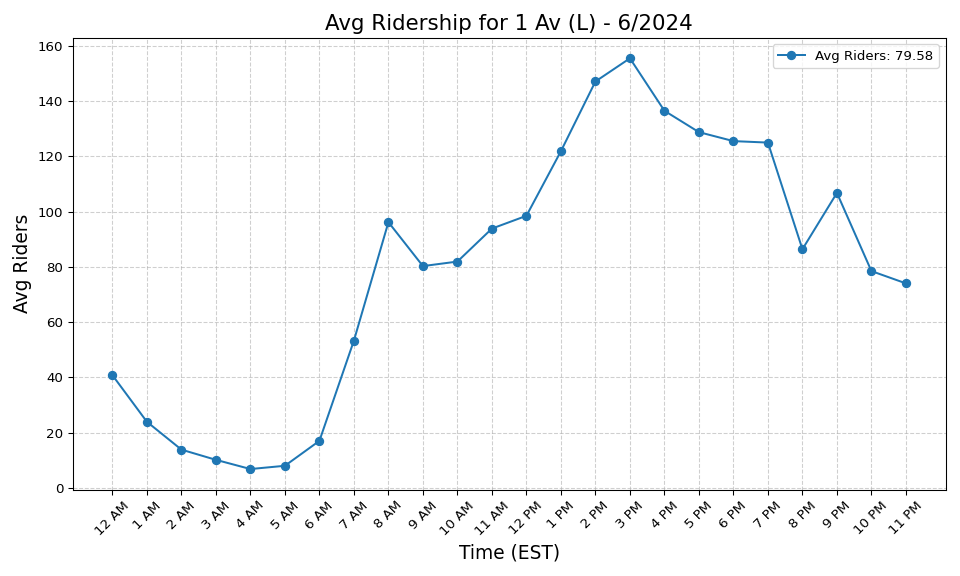 Avg Ridership for 1 Av (L) - 6/2024
Avg Riders: 79.58
Avg Riders
160
140
120
100
80
60
40
20
0
12 AM
1 AM
2 AM
3 AM
4 AM
5 AM
6 AM
7 AM
8 AM
9 AM
10 AM
11 AM
12 PM
1 PM
2 PM
3 PM
4 PM
5 PM
6 PM
7 PM
8 PM
9 PM
10 PM
11 PM
Time (EST)